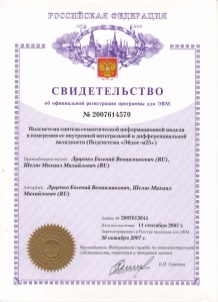 РОССИЙСКАЯ ФЕДЕРАЦИЯ
СВИДЕТЕЛЬСТВО
об официальной регистрации программы для ЭВМ
№ 2007614570
Подсистема синтеза семантической информационной модели
и измерения ее внутренней интегральной и дифференциальной
валидности (Подсистема «Эйдос-м25»)
Правообладатель(ли): Луценко Евгений Вениаминович (RU),
Шеляг Михаил Михайлович (RU)
Автор(ы): Луценко Евгений Вениаминович, Шеляг Михаил
Михайлович (RU)
Заявка № 2007613644
Дата поступления 11 сентября 2007 г.
Зарегистрировано в Реестре программ для ЭВМ
30 октября 2007 г.
Руководитель Федеральной службы по интеллектуальной
собственности, патентам и товарным знакам
Б.П. Симонов